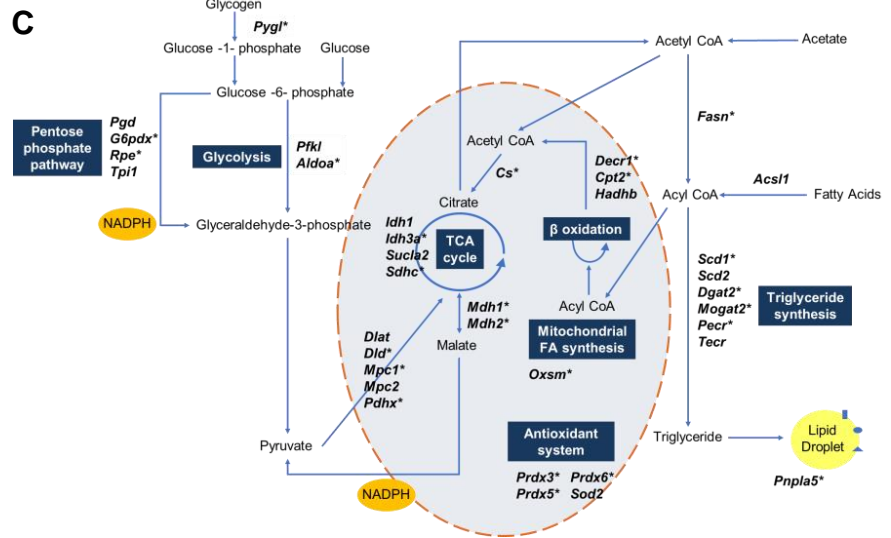 C
Glycogen
Pygl*
Glucose -1- phosphate
Glucose
Glucose -6- phosphate
Pentose
phosphate
pathway
Pgd
G6pdx*
Rpe*
Tpi1
Glycolysis
Pfkl
Aldoa*
NADPH
Glyceraldehyde-3-phosphate
Dlat
Dld*
Mpc1*
Mpc2
Pdhx*
Pyruvate
NADPH
Acetyl CoA
Cs*
Citrate
Idh1
Idh3a*
Sucla2
Sdhc*
TCA
cycle
Mdh1*
Mdh2*
Malate
Decr1*
Cpt2*
Hadhb
β oxidation
Acyl CoA
Mitochondrial
FA synthesis
Oxsm*
Antioxidant
system
Prdx3* Prdx6*
Prdx5* Sod2
Acetyl CoA
Acetate
Fasn*
Acsl1
Acyl CoA
Fatty Acids
Scd1*
Scd2
Dgat2*
Mogat2*
Pecr*
Tecr
Triglyceride
synthesis
Triglyceride
Lipid
Droplet
Pnpla5*